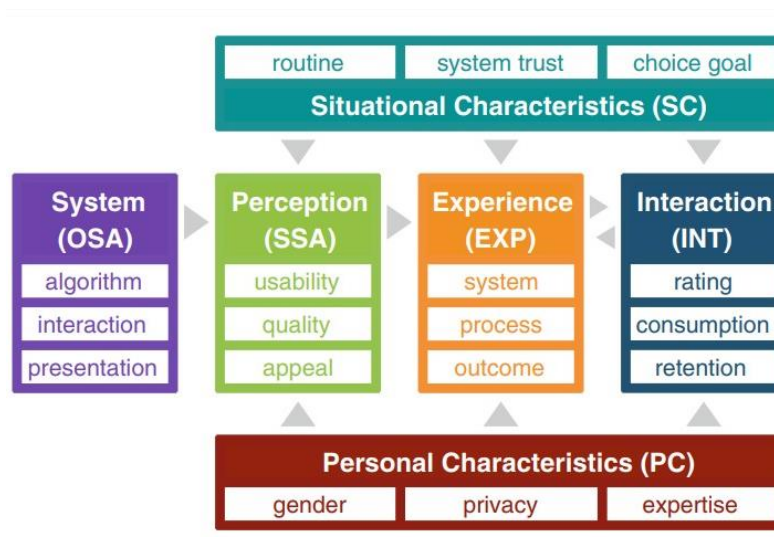 routine
system trust
choice goal
Situational Characteristics (SC)
System
(OSA)
algorithm
interaction
presentation
Perception
(SSA)
usability
quality
appeal
Experience
(EXP)
system
process
outcome
Interaction
(INT)
rating
consumption
retention
Personal Characteristics (PC)
gender
privacy
expertise